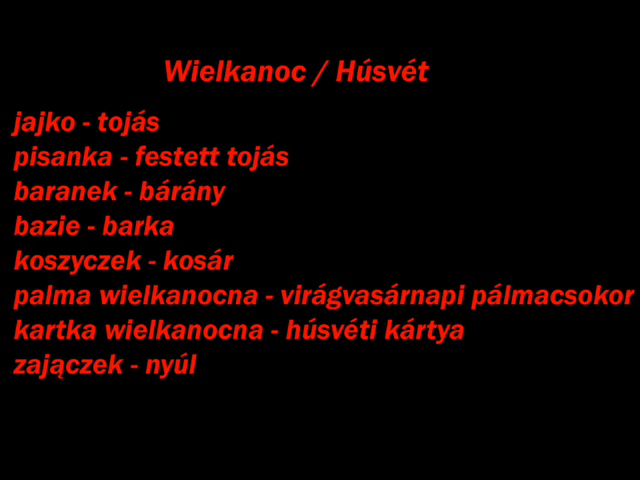 Wielkanoc / Húsvét
jajko - tojás
pisanka - festett tojás
baranek - bárány
bazie - barka
koszyczek - kosár
palma wielkanocna - virágvasárnapi pálmacsokor
kartka wielkanocna - húsvéti kártya
zajączek - nyúl